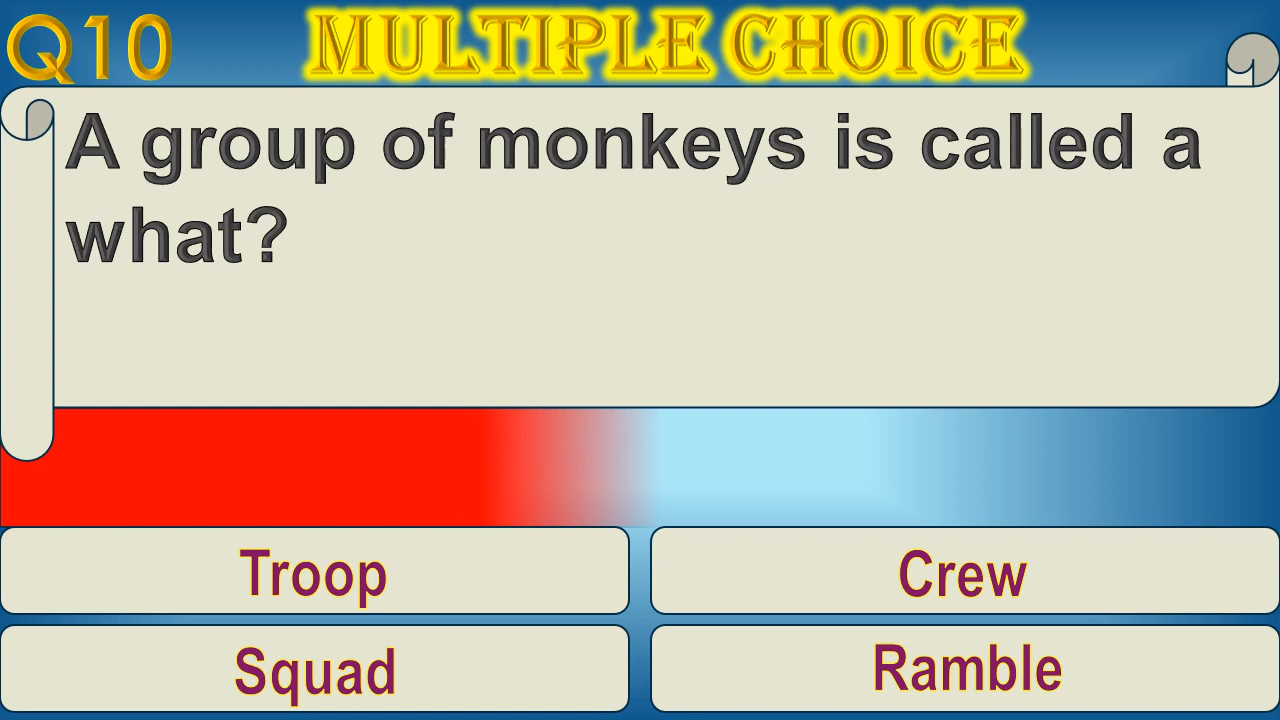 Q10
MULTIPLE CHOICE
A group of monkeys is called a
what?
Troop
Crew
Squad
Ramble